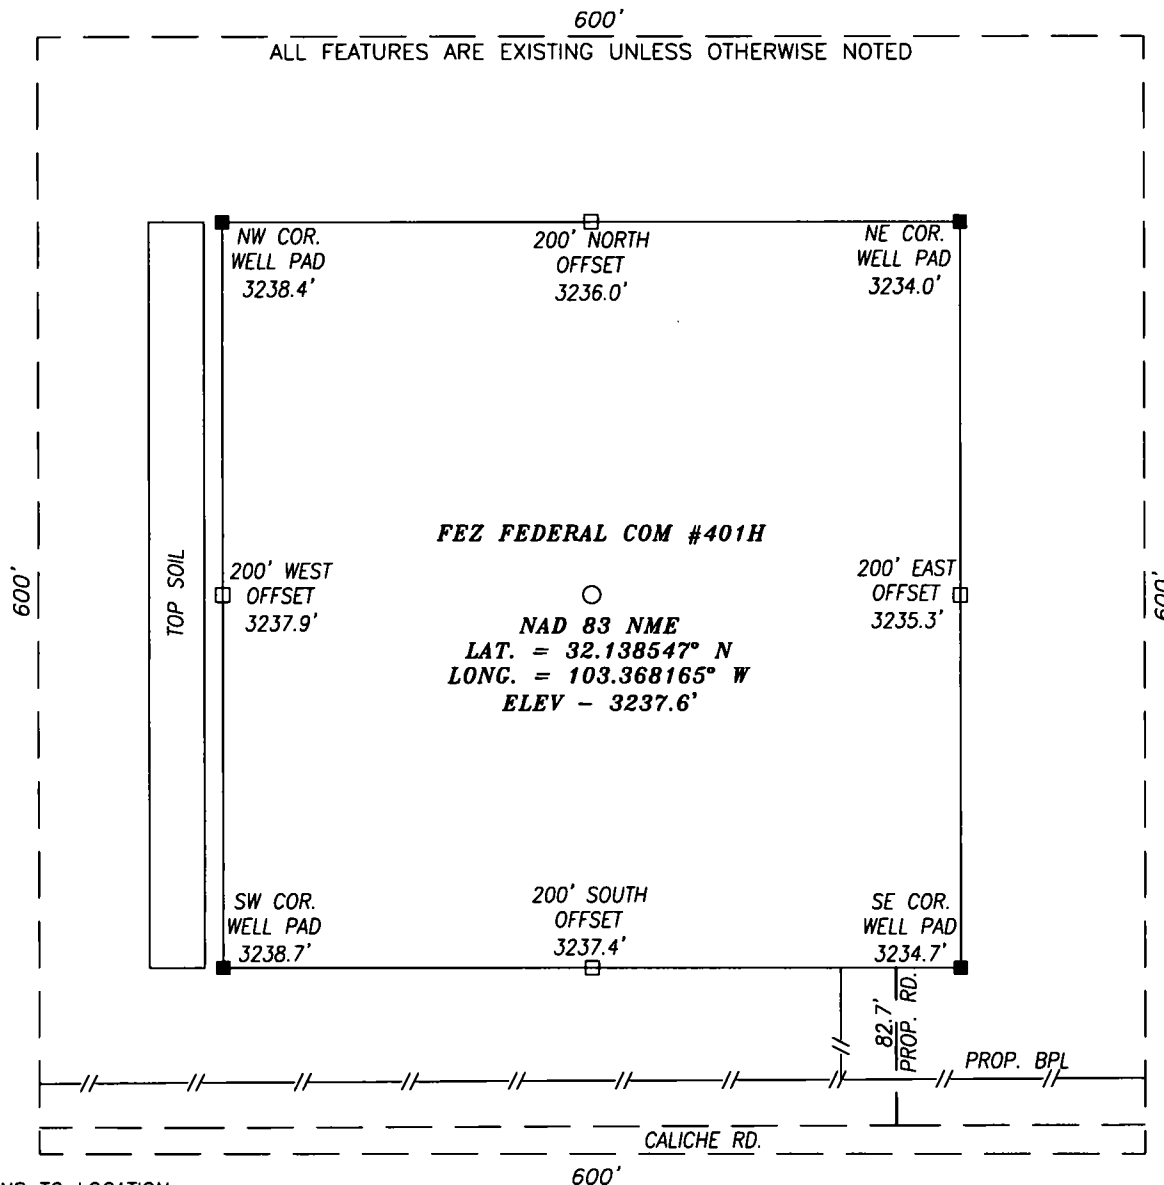 600'
ALL FEATURES ARE EXISTING UNLESS OTHERWISE NOTED
NW COR.
WELL PAD
3238.4'
200' NORTH
OFFSET
3236.0'
NE COR.
WELL PAD
3234.0'
600'
TOP SOIL
200' WEST
OFFSET
3237.9'
FEZ FEDERAL COM #401H
NAD 83 NME
LAT. = 32.138547° N
LONG. = 103.368165° W
ELEV - 3237.6'
200' EAST
OFFSET
3235.3'
600'
SW COR.
WELL PAD
3238.7'
200' SOUTH
OFFSET
3237.4'
SE COR.
WELL PAD
3234.7'
82.7'
PROP. RD.
PROP. BPL
CALICHE RD.
600'